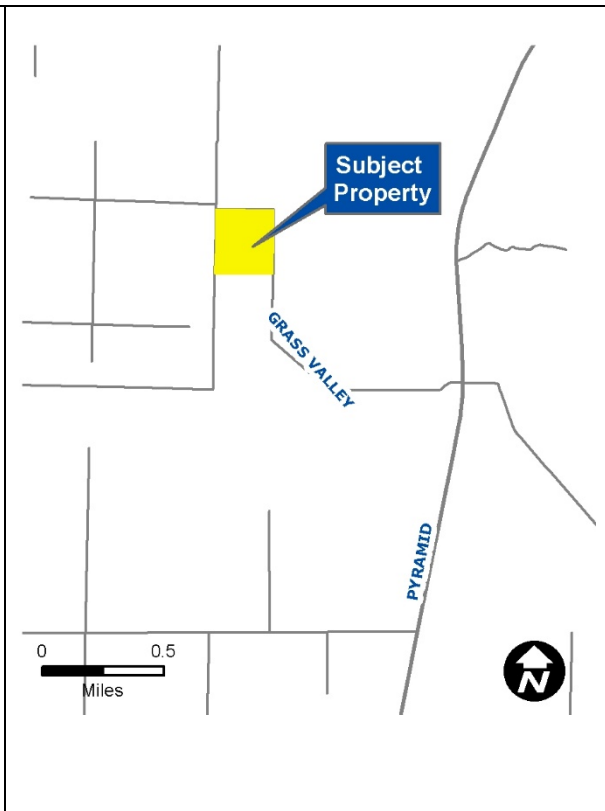 Subject
Property
GRASS VALLEY
PYRAMID
0 0.5
Miles
N